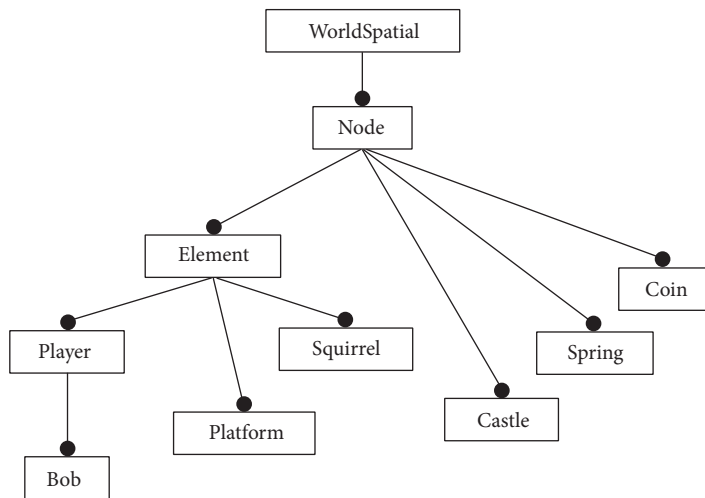 WorldSpatial
Node
Element
Coin
Player
Squirrel
Spring
Platform
Castle
Bob